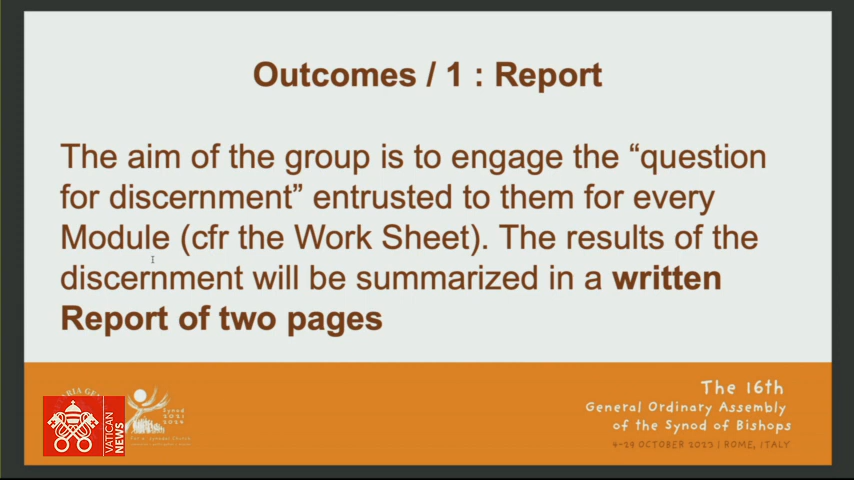 Outcomes / 1 : Report
The aim of the group is to engage the “question
for discernment” entrusted to them for every
Module (cfr the Work Sheet). The results of the
discernment will be summarized in a written
Report of two pages
The 16th
General Ordinary Assembly
of the Synod of Bishops
4-29 OCTOBER 2023 | ROME, ITALY
VATICAN
NEWS
Synod
2021
2024